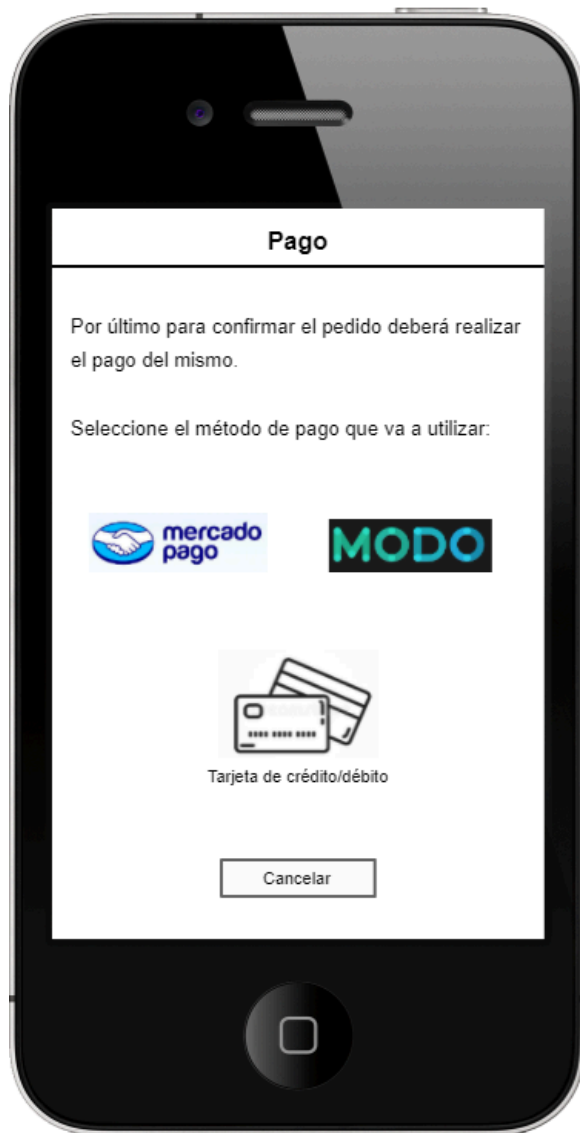 Pago
Por último para confirmar el pedido deberá realizar
el pago del mismo.
Seleccione el método de pago que va a utilizar:
mercado
pago
MODO
Tarjeta de crédito/débito
Cancelar